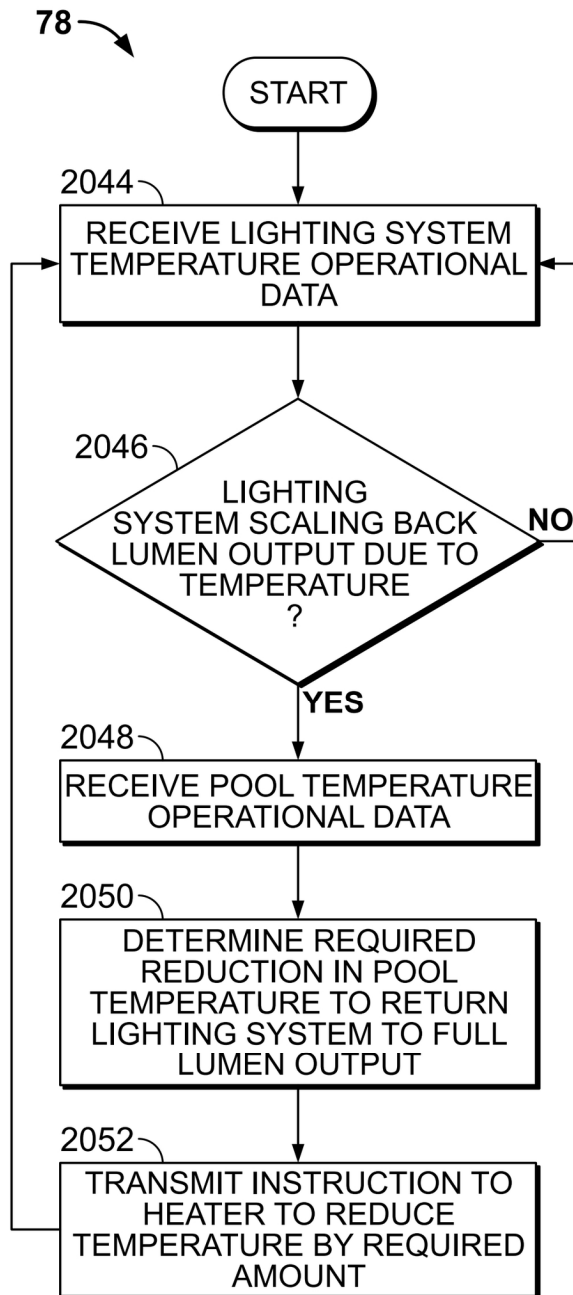 78
START
2044
RECEIVE LIGHTING SYSTEM
TEMPERATURE OPERATIONAL
DATA
2046
LIGHTING
SYSTEM SCALING BACK
LUMEN OUTPUT DUE TO
TEMPERATURE
?
NO
YES
2048
RECEIVE POOL TEMPERATURE
OPERATIONAL DATA
2050
DETERMINE REQUIRED
REDUCTION IN POOL
TEMPERATURE TO RETURN
LIGHTING SYSTEM TO FULL
LUMEN OUTPUT
2052
TRANSMIT INSTRUCTION TO
HEATER TO REDUCE
TEMPERATURE BY REQUIRED
AMOUNT